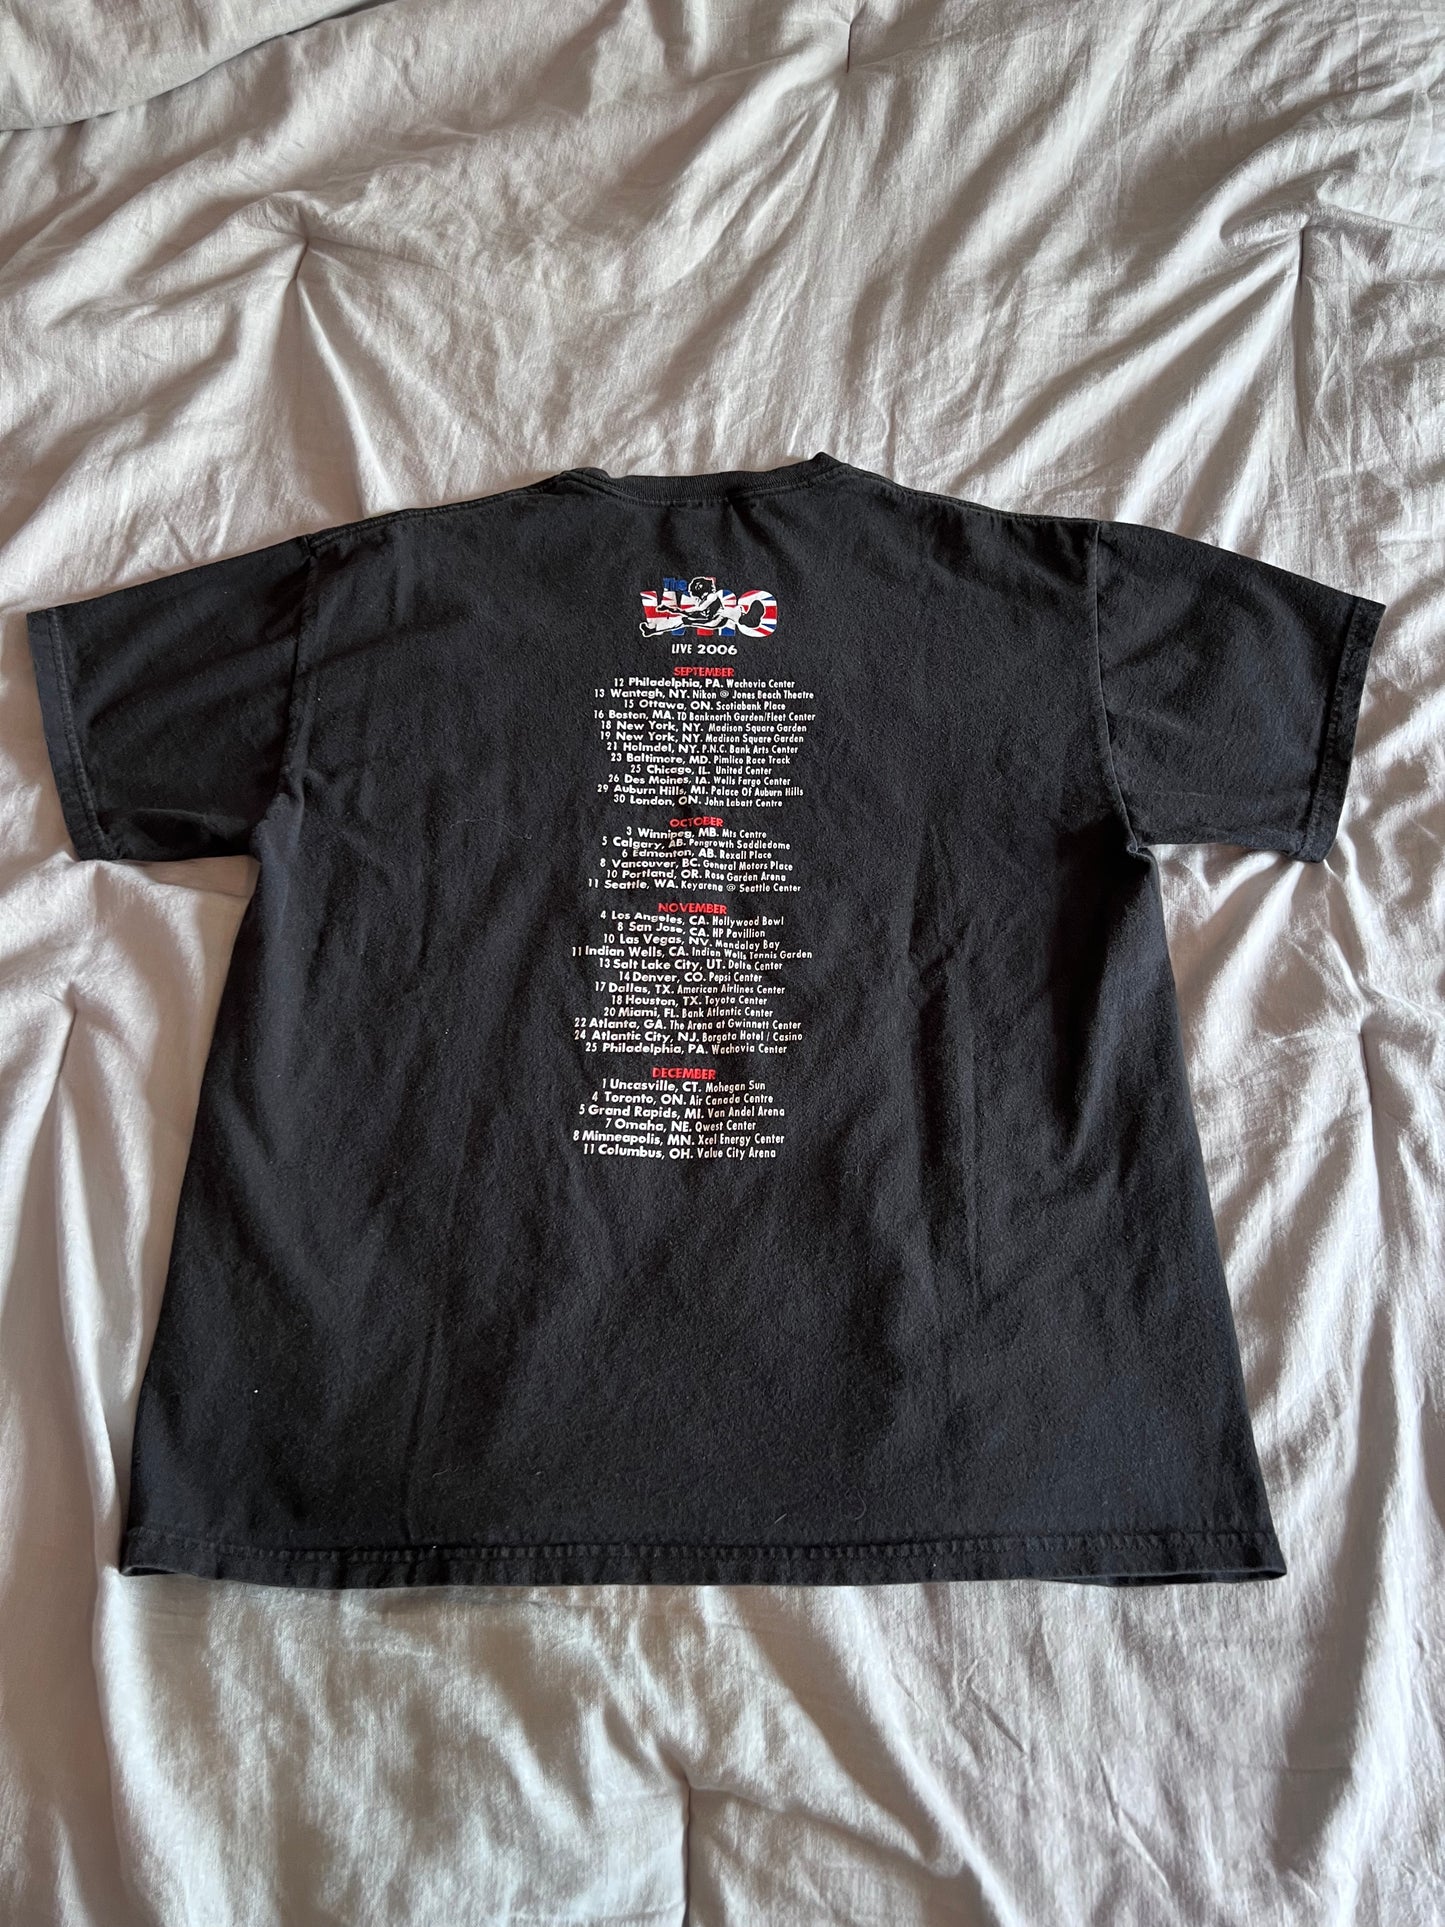 The
WHO
LIVE 2006
SEPTEMBER
12 Philadelphia, PA. Wachovia Center
13 Wantagh, NY. Nikon @ Jones Beach Theatre
15 Ottawa, ON. Scotiabank Place
16 Boston, MA. TD Banknorth Garden/Fleet Center
18 New York, NY. Madison Square Garden
19 New York, NY. Madison Square Garden
21 Holmdel, NY. P.N.C. Bank Arts Center
23 Baltimore, MD. Pimlico Race Track
25 Chicago, IL. United Center
26 Des Moines, IA. Wells Fargo Center
29 Auburn Hills, MI. Palace Of Auburn Hills
30 London, ON. John Labatt Centre
OCTOBER
3 Winnipeg, MB. Mts Centre
5 Calgary, AB. Pengrowth Saddledome
6 Edmonton, AB. Rexall Place
8 Vancouver, BC. General Motors Place
10 Portland, OR. Rose Garden Arena
11 Seattle, WA. Keyarena @ Seattle Center
NOVEMBER
4 Los Angeles, CA. Hollywood Bowl
8 San Jose, CA. HP Pavillion
10 Las Vegas, NV. Mandalay Bay
11 Indian Wells, CA. Indian Wells Tennis Garden
13 Salt Lake City, UT. Delta Center
14 Denver, CO. Pepsi Center
17 Dallas, TX. American Airlines Center
18 Houston, TX. Toyota Center
20 Miami, FL. Bank Atlantic Center
22 Atlanta, GA. The Arena at Gwinnett Center
24 Atlantic City, NJ. Borgata Hotel / Casino
25 Philadelphia, PA. Wachovia Center
DECEMBER
1 Uncasville, CT. Mohegan Sun
4 Toronto, ON. Air Canada Centre
5 Grand Rapids, MI. Van Andel Arena
7 Omaha, NE. Qwest Center
8 Minneapolis, MN. Xcel Energy Center
11 Columbus, OH. Value City Arena